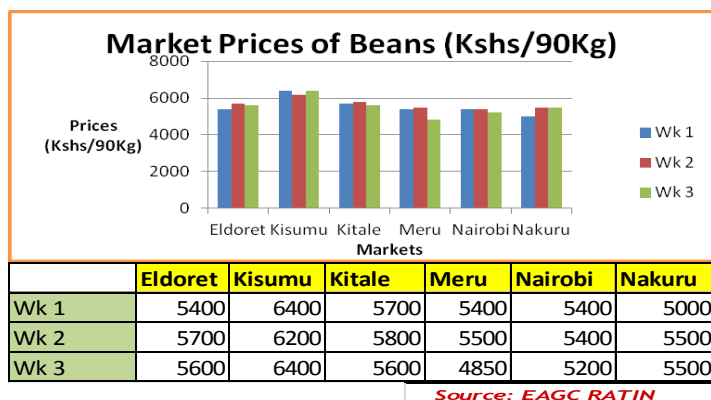 Market Prices of Beans (Kshs/90Kg)
8000
6000
4000
2000
0
Prices
(Kshs/90Kg)
Eldoret Kisumu Kitale Meru Nairobi Nakuru
Markets
Wk 1
Wk 2
Wk 3
Eldoret Kisumu Kitale Meru Nairobi Nakuru
Wk 1 5400 6400 5700 5400 5400 5000
Wk 2 5700 6200 5800 5500 5400 5500
Wk 3 5600 6400 5600 4850 5200 5500
Source: EAGC RATIN